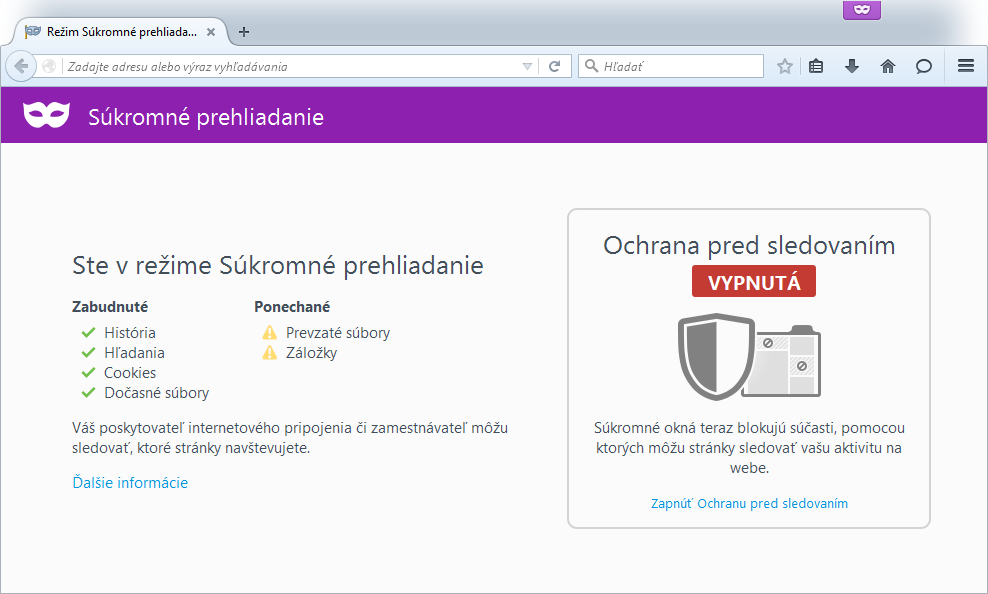 Režim Súkromné prehliada...
Zadajte adresu alebo výraz vyhľadávania
Hľadať
Súkromné prehliadanie
Ste v režime Súkromné prehliadanie
Zabudnuté
História
Hľadania
Cookies
Dočasné súbory
Ponechané
Prevzaté súbory
Záložky
Váš poskytovateľ internetového pripojenia či zamestnávateľ môžu
sledovať, ktoré stránky navštevujete.
Ďalšie informácie
Ochrana pred sledovaním
VYPNUTÁ
Súkromné okná teraz blokujú súčasti, pomocou
ktorých môžu stránky sledovať vašu aktivitu na
webe.
Zapnúť Ochranu pred sledovaním